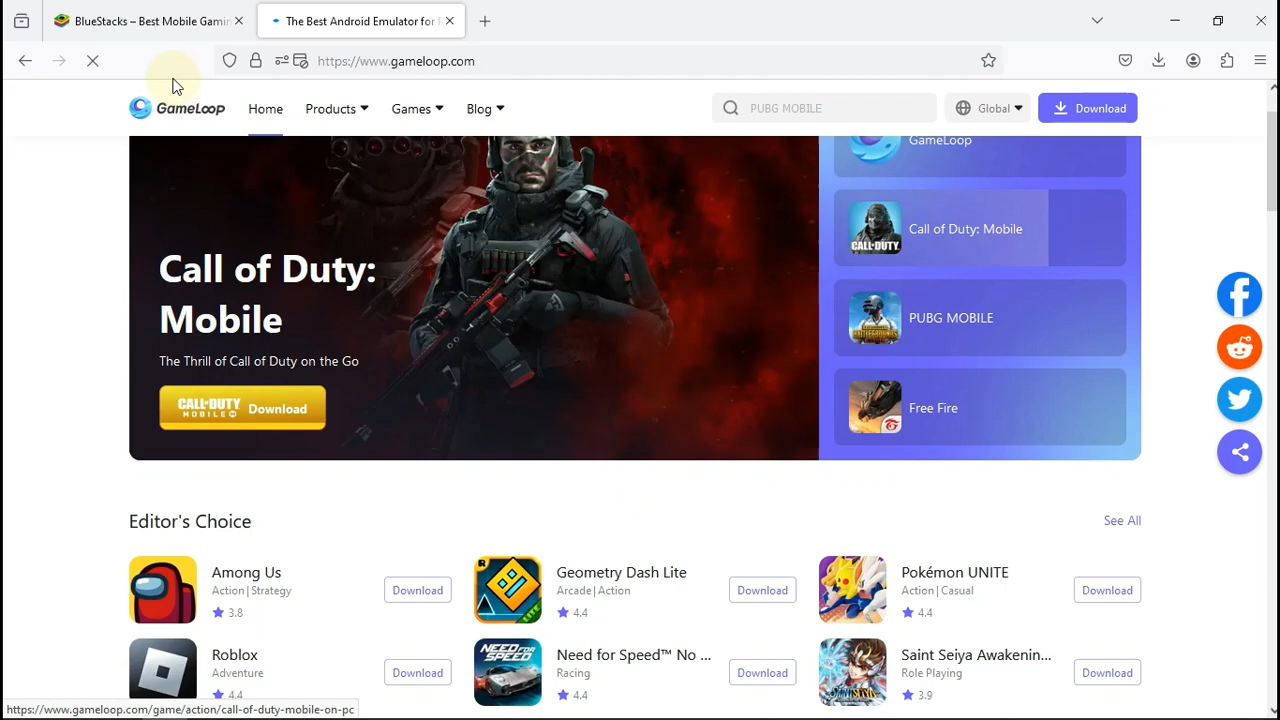 BlueStacks – Best Mobile Gamin
The Best Android Emulator for P
https://www.gameloop.com
GameLoop
Home
Products
Games
Blog
PUBG MOBILE
Global
Download
GameLoop
Call of Duty: Mobile
PUBG MOBILE
Free Fire
Call of Duty:
Mobile
The Thrill of Call of Duty on the Go
CALL OF DUTY
MOBILE
Download
Editor's Choice
See All
Among Us
Action | Strategy
3.8
Download
Geometry Dash Lite
Arcade | Action
4.4
Download
Pokémon UNITE
Action | Casual
4.4
Download
Roblox
Adventure
4.4
Download
Need for Speed™ No ...
Racing
4.4
Download
Saint Seiya Awakenin...
Role Playing
3.9
Download
https://www.gameloop.com/game/action/call-of-duty-mobile-on-pc